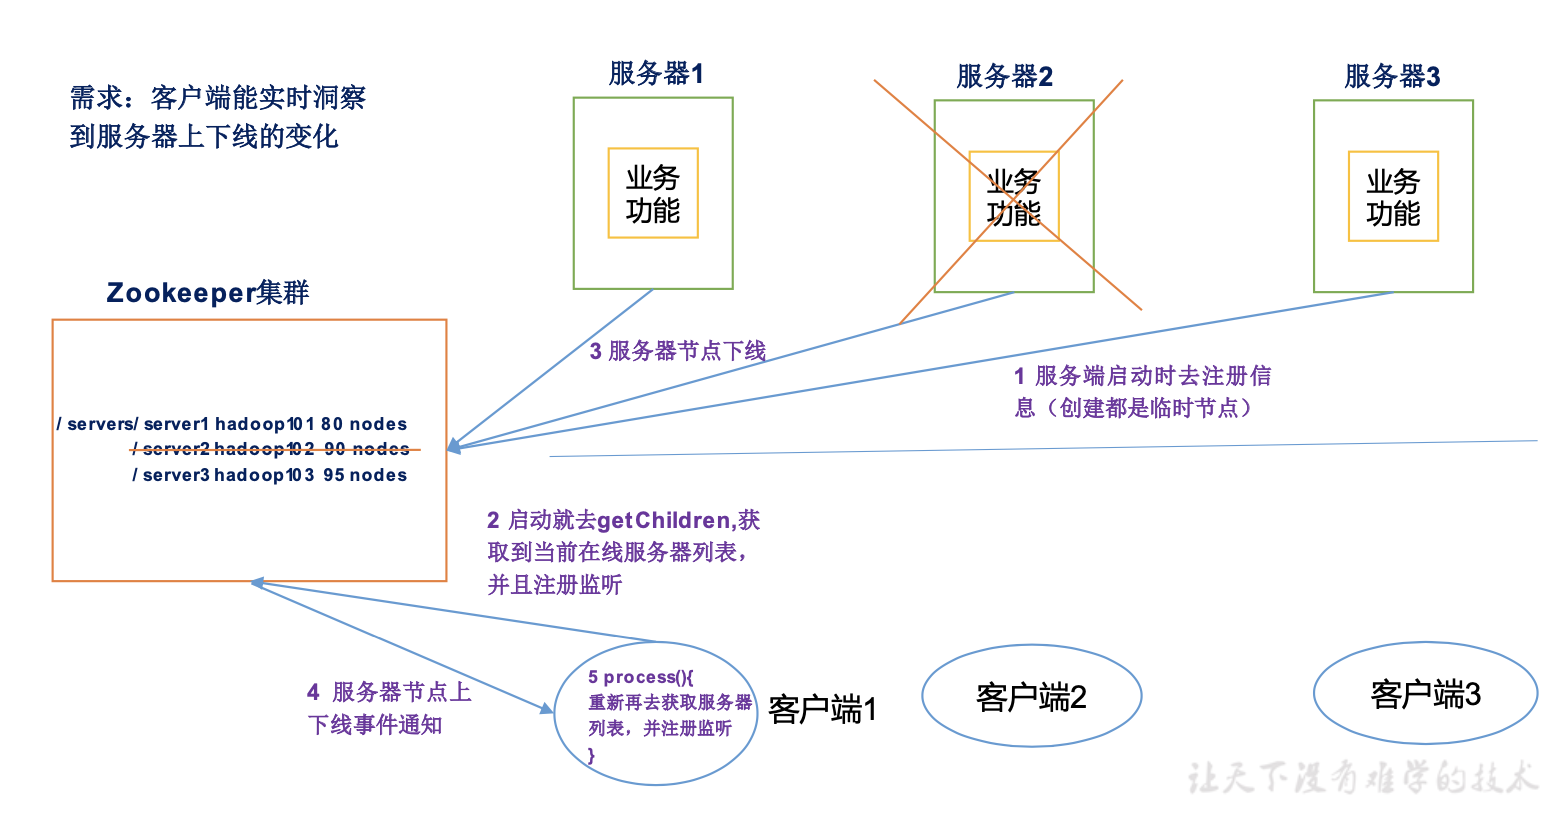 需求：客户端能实时洞察
到服务器上下线的变化
服务器1
服务器2
服务器3
业务
功能
业务
功能
业务
功能
Zookeeper集群
3 服务器节点下线
1 服务端启动时去注册信
息（创建都是临时节点）
/ servers/ server1 hadoop101 80 nodes
/ server2 hadoop102 90 nodes
/ server3 hadoop103 95 nodes
2 启动就去getChildren,获
取到当前在线服务器列表，
并且注册监听
4 服务器节点上
下线事件通知
5 process(){
重新再去获取服务器
列表，并注册监听
}
客户端1
客户端2
客户端3
让天下没有难学的技术